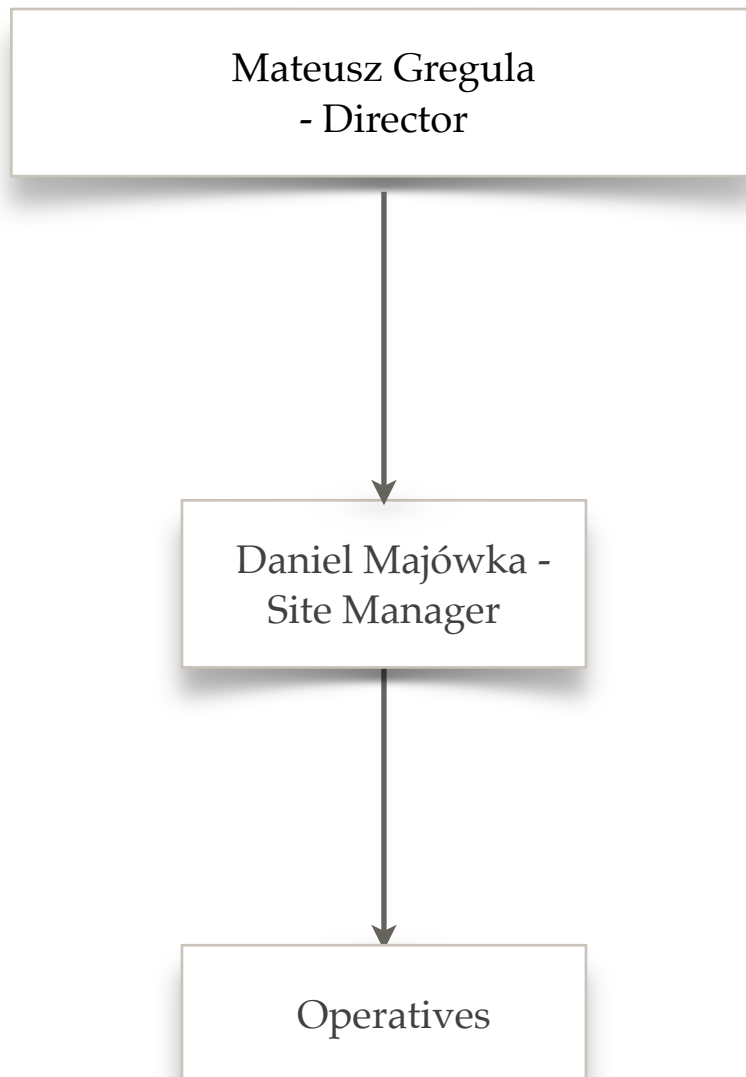 Mateusz Gregula
- Director
Daniel Majówka -
Site Manager
Operatives